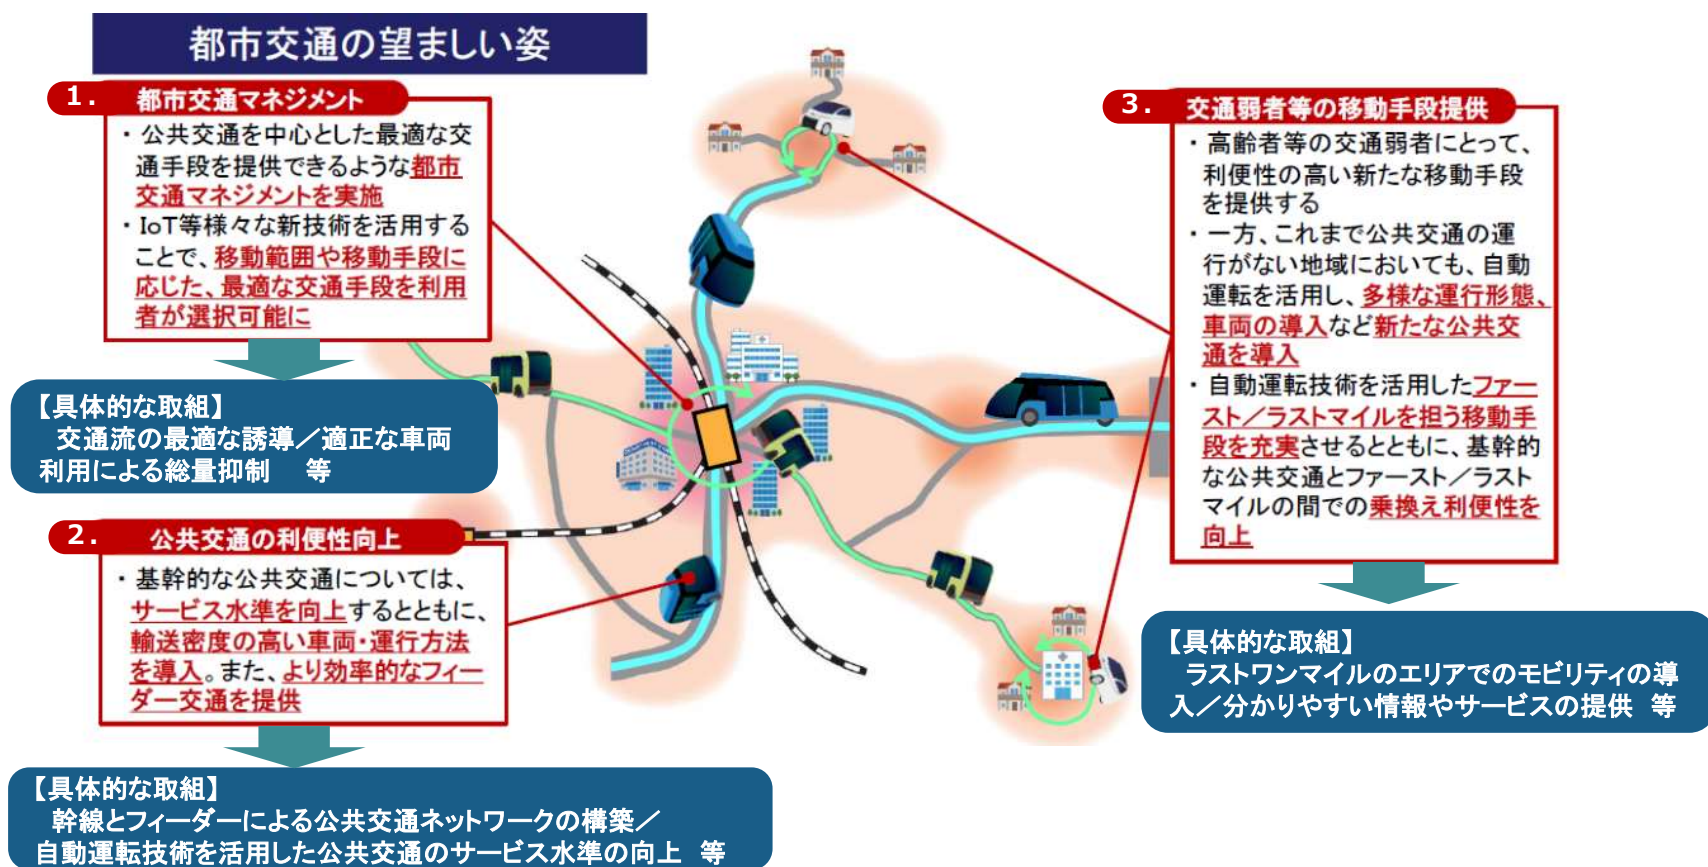 都市交通の望ましい姿
1. 都市交通マネジメント
・公共交通を中心とした最適な交
通手段を提供できるような都市
交通マネジメントを実施
・IoT等様々な新技術を活用する
ことで、移動範囲や移動手段に
応じた、最適な交通手段を利用
者が選択可能に
【具体的な取組】
交通流の最適な誘導／適正な車両
利用による総量抑制 等
2. 公共交通の利便性向上
・基幹的な公共交通については、
サービス水準を向上するとともに、
輸送密度の高い車両・運行方法
を導入。また、より効率的なフィー
ダー交通を提供
【具体的な取組】
幹線とフィーダーによる公共交通ネットワークの構築／
自動運転技術を活用した公共交通のサービス水準の向上 等
3. 交通弱者等の移動手段提供
・高齢者等の交通弱者にとって、
利便性の高い新たな移動手段
を提供する
・一方、これまで公共交通の運
行がない地域においても、自動
運転を活用し、多様な運行形態、
車両の導入など新たな公共交
通を導入
・自動運転技術を活用したファー
スト／ラストマイルを担う移動手
段を充実させるとともに、基幹的
な公共交通とファースト／ラスト
マイルの間での乗換え利便性を
向上
【具体的な取組】
ラストワンマイルのエリアでのモビリティの導
入／分かりやすい情報やサービスの提供 等